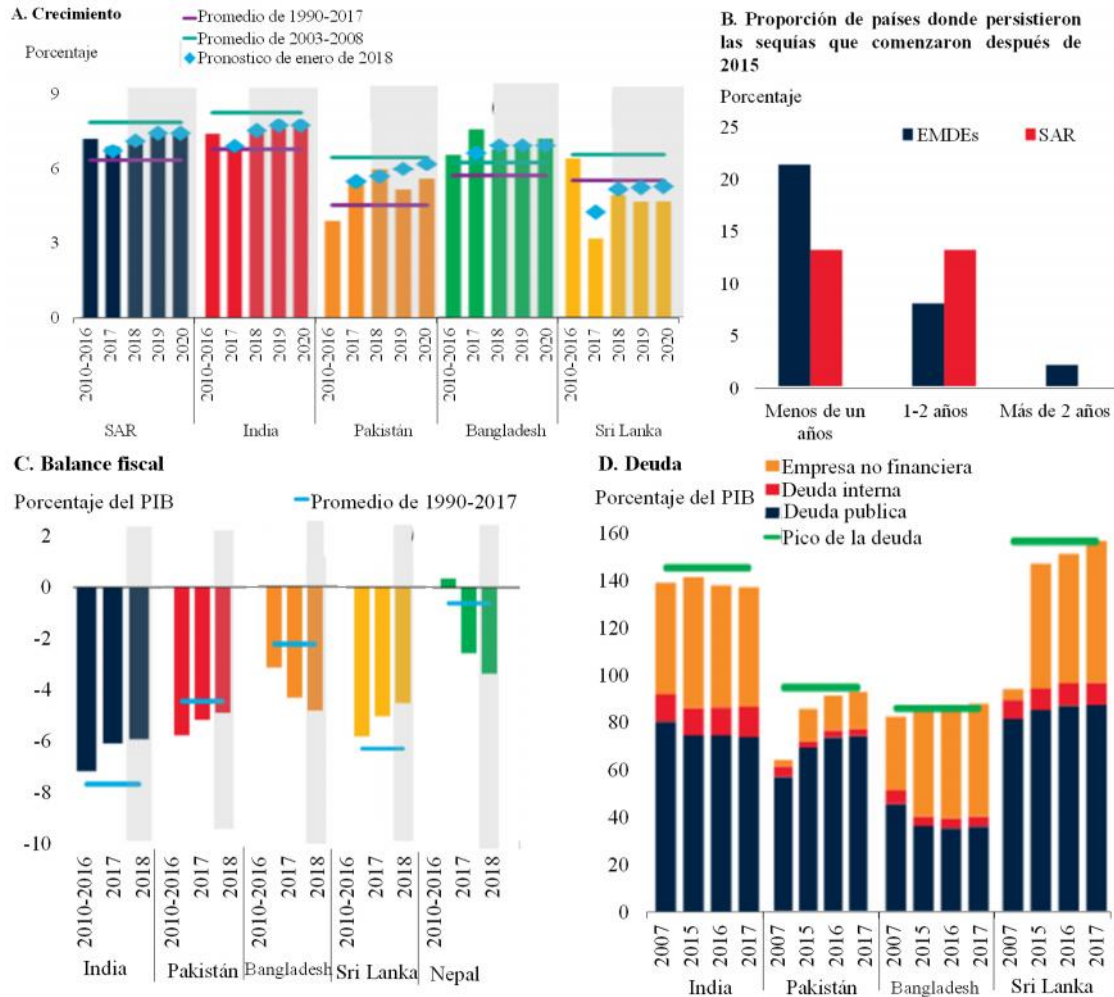 A. Crecimiento
Promedio de 1990-2017
Promedio de 2003-2008
Pronostico de enero de 2018
Porcentaje
9
6
3
0
2010-2016 2017 2018 2019 2020 2010-2016 2017 2018 2019 2020 2010-2016 2017 2018 2019 2020 2010-2016 2017 2018 2019 2020 2010-2016 2017 2018 2019 2020
SAR India Pakistán Bangladesh Sri Lanka
B. Proporción de países donde persistieron
las sequías que comenzaron después de
2015
Porcentaje
25
EMDEs SAR
20
15
10
5
0
Menos de un 1-2 años Más de 2 años
años
C. Balance fiscal
Porcentaje del PIB Promedio de 1990-2017
2
0
-2
-4
-6
-8
-10
2010-2016 2017 2018 2010-2016 2017 2018 2010-2016 2017 2018 2010-2016 2017 2018 2010-2016 2017 2018
India Pakistán Bangladesh Sri Lanka Nepal
D. Deuda
Empresa no financiera
Deuda interna
Deuda publica
Pico de la deuda
Porcentaje del PIB
160
140
120
100
80
60
40
20
0
2007 2015 2016 2017 2007 2015 2016 2017 2007 2015 2016 2017 2007 2015 2016 2017
India Pakistán Bangladesh Sri Lanka